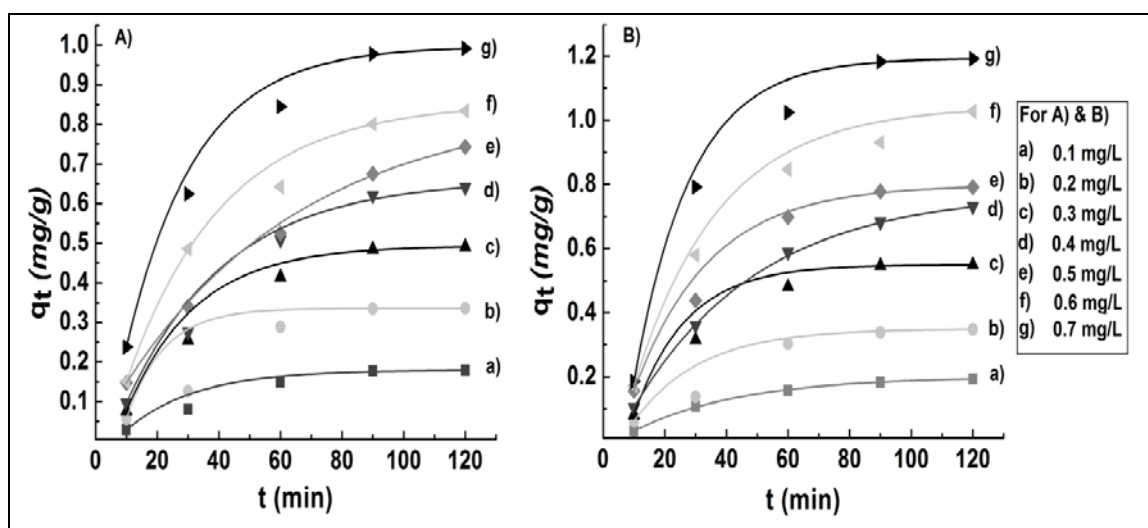 A)
qt (mg/g)
1.0
0.9
0.8
0.7
0.6
0.5
0.4
0.3
0.2
0.1
g)
f)
e)
d)
c)
b)
a)
0 20 40 60 80 100 120
t (min)
B)
qt (mg/g)
1.2
1.0
0.8
0.6
0.4
0.2
g)
f)
e)
d)
c)
b)
a)
0 20 40 60 80 100 120
t (min)
For A) & B)
a) 0.1 mg/L
b) 0.2 mg/L
c) 0.3 mg/L
d) 0.4 mg/L
e) 0.5 mg/L
f) 0.6 mg/L
g) 0.7 mg/L